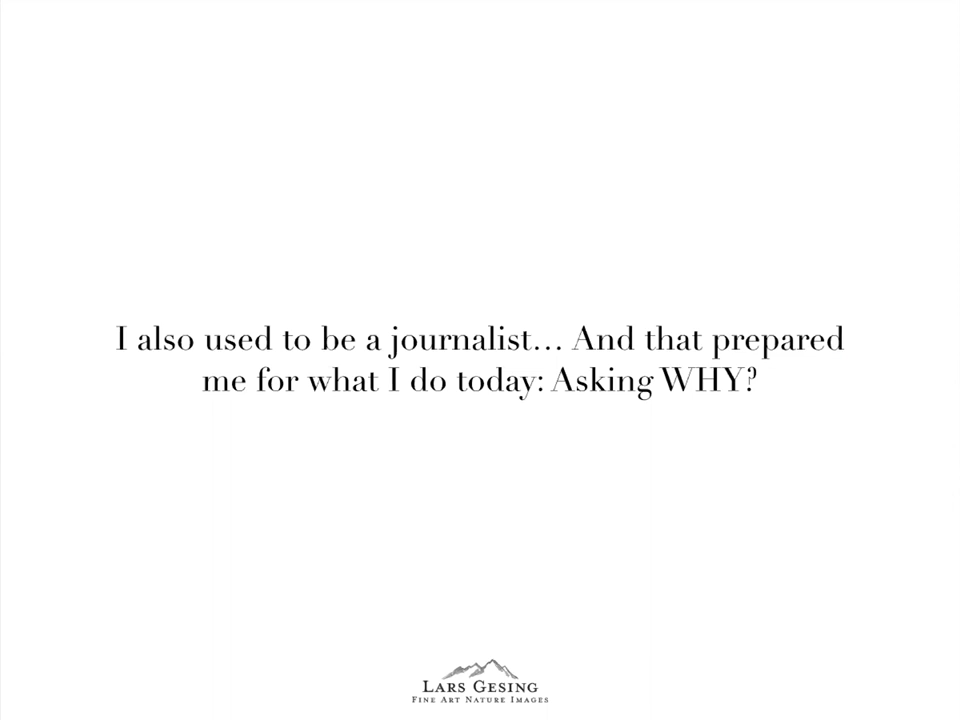 I also used to be a journalist... And that prepared
me for what I do today: Asking WHY?
LARS GESING
FINE ART NATURE IMAGES